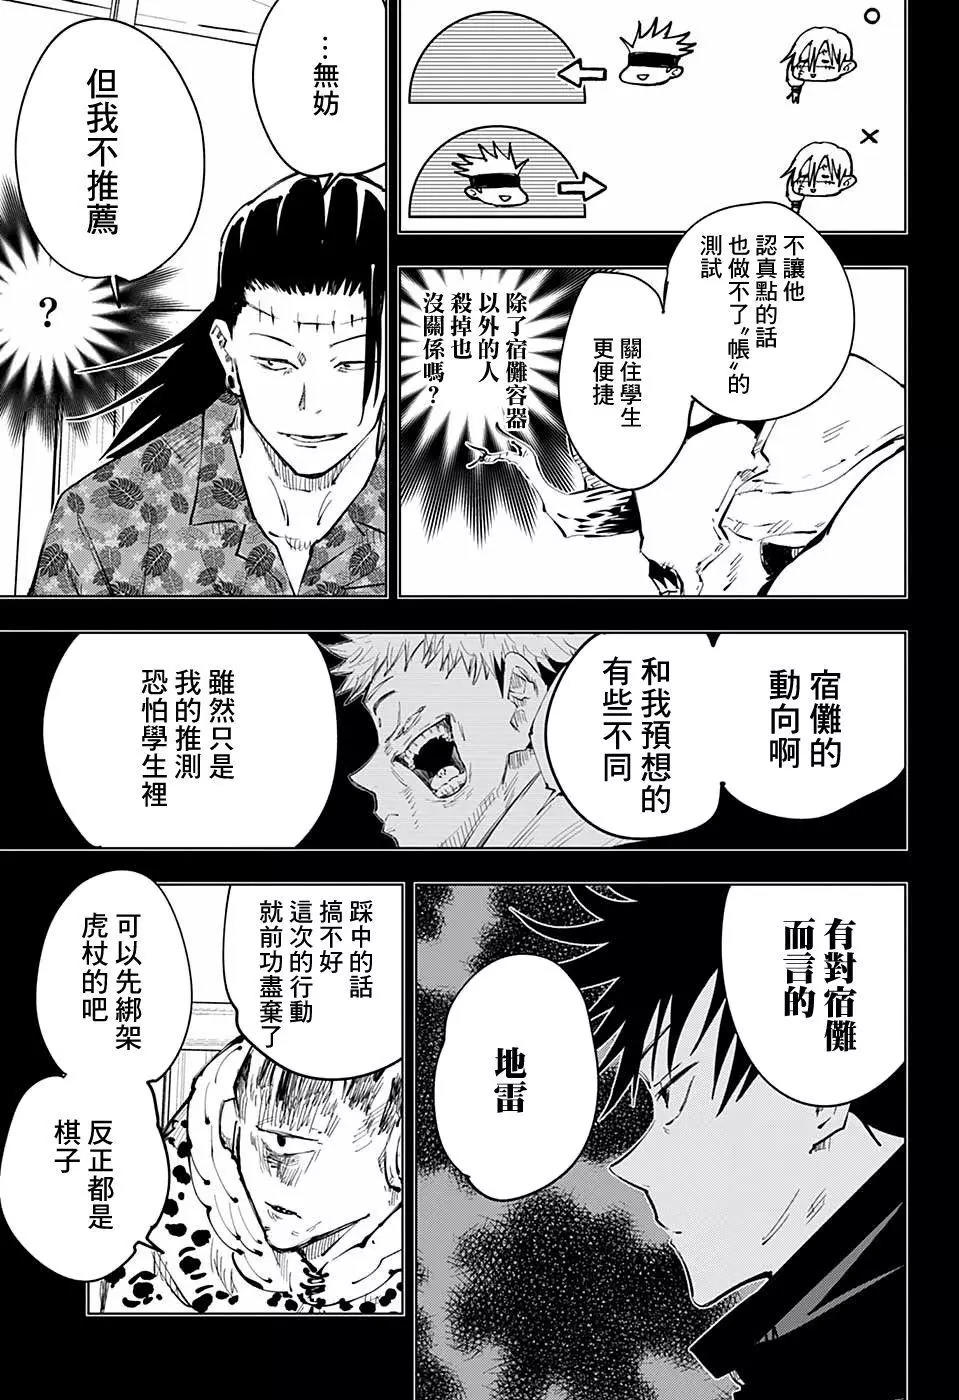 不讓他
認真點的話
也做不了〝帳〞的
測試
關住學生
更便捷
除了宿儺容器
以外的人
殺掉也
沒關係嗎？
…無妨
但我不推薦
？
宿儺的
動向啊
和我預想的
有些不同
雖然只是
我的推測
恐怕學生裡
有對宿儺
而言的
地雷
踩中的話
搞不好
這次的行動
就前功盡棄了
可以先綁架
虎杖的吧
反正都是
棋子